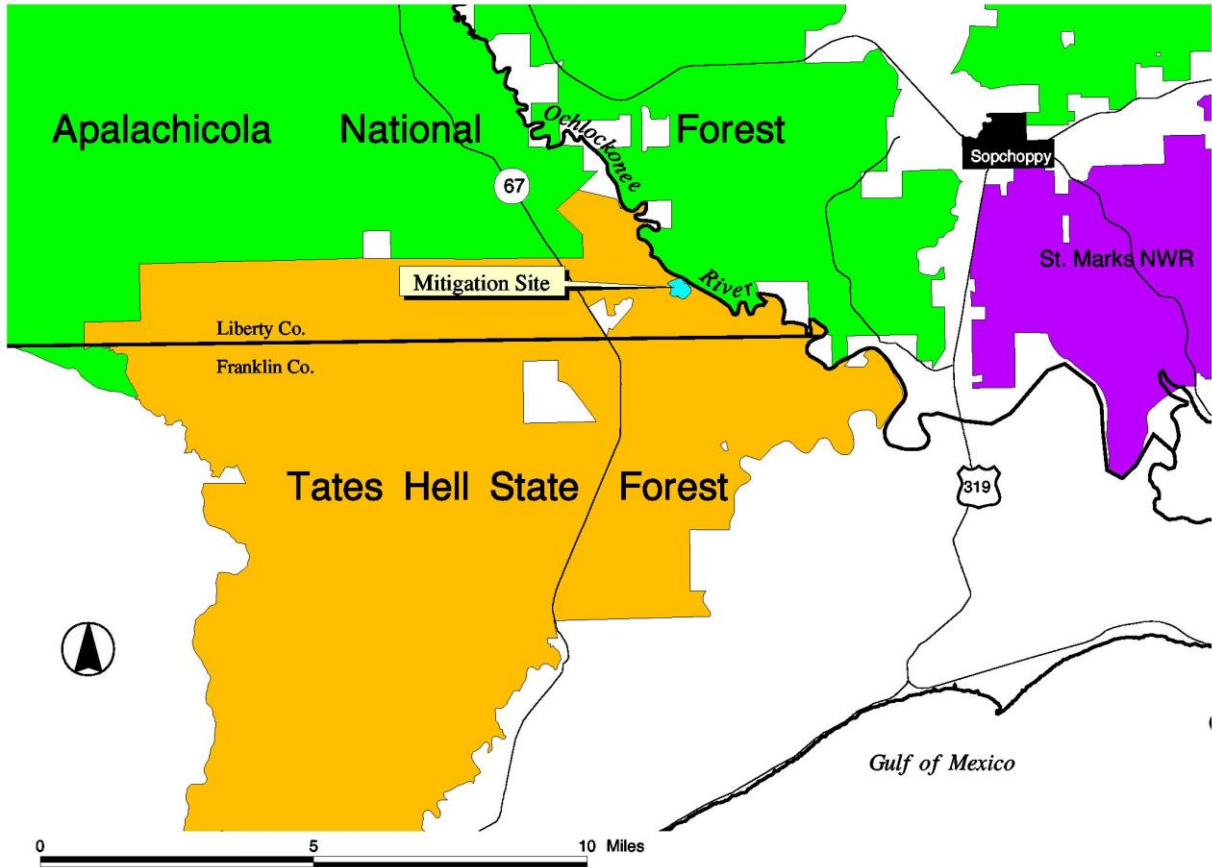 Apalachicola National Forest
Ochlockonee
River
Sopchoppy
67
St. Marks NWR
Mitigation Site
Liberty Co.
Franklin Co.
Tates Hell State Forest
319
Gulf of Mexico
0 5 10 Miles